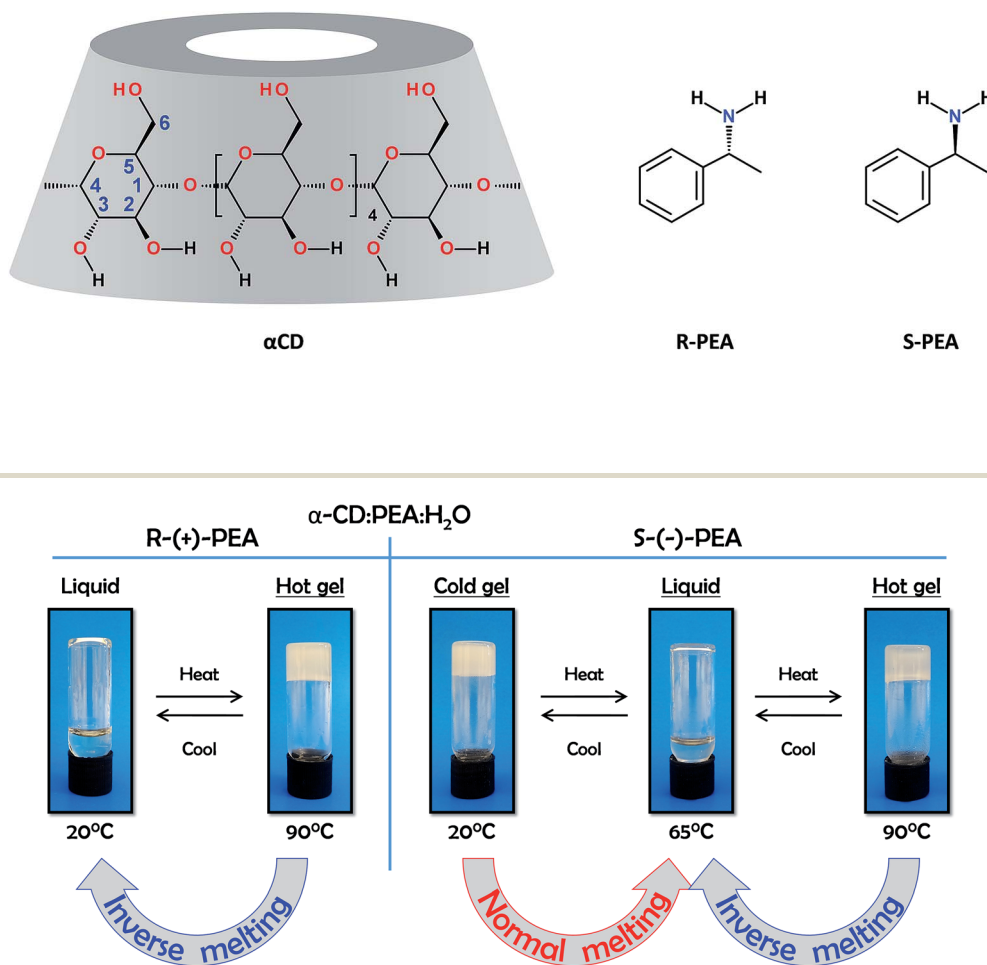 HO HO HO
6
O O O
5
4 1 O O O
3 2 4
O O—H O O—H O O—H
H H H
αCD
H H
N
R-PEA
H H
N
S-PEA
α-CD:PEA:H₂O
R-(+)-PEA
S-(-)-PEA
Liquid
Hot gel
Cold gel
Liquid
Hot gel
Heat
Cool
Heat
Cool
Heat
Cool
20°C
90°C
20°C
65°C
90°C
Inverse melting
Normal melting
Inverse melting